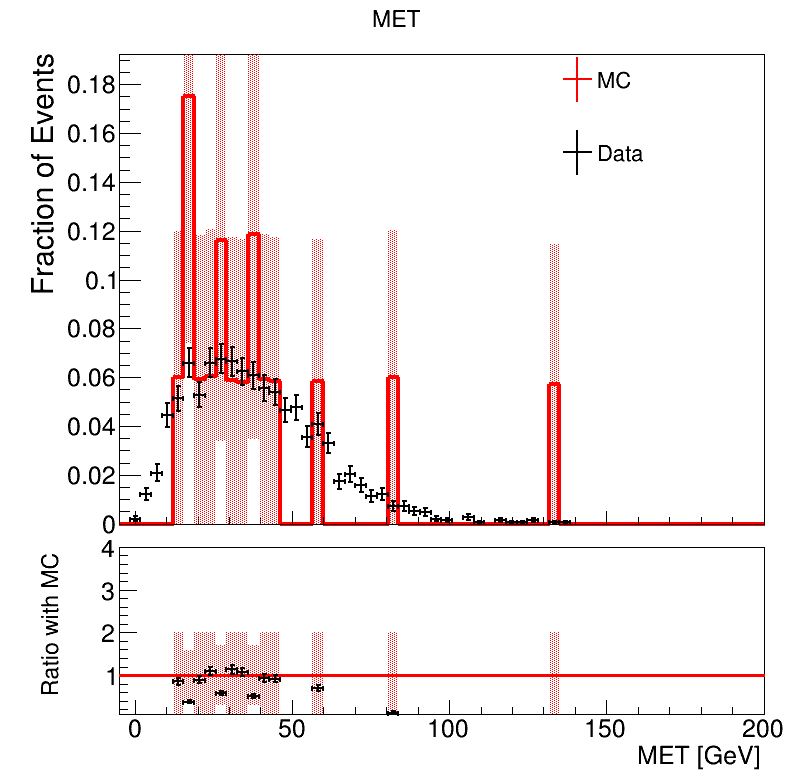 MET
Fraction of Events
0.18
0.16
0.14
0.12
0.1
0.08
0.06
0.04
0.02
0
MC
Data
Ratio with MC
4
3
2
1
0 50 100 150 200
MET [GeV]